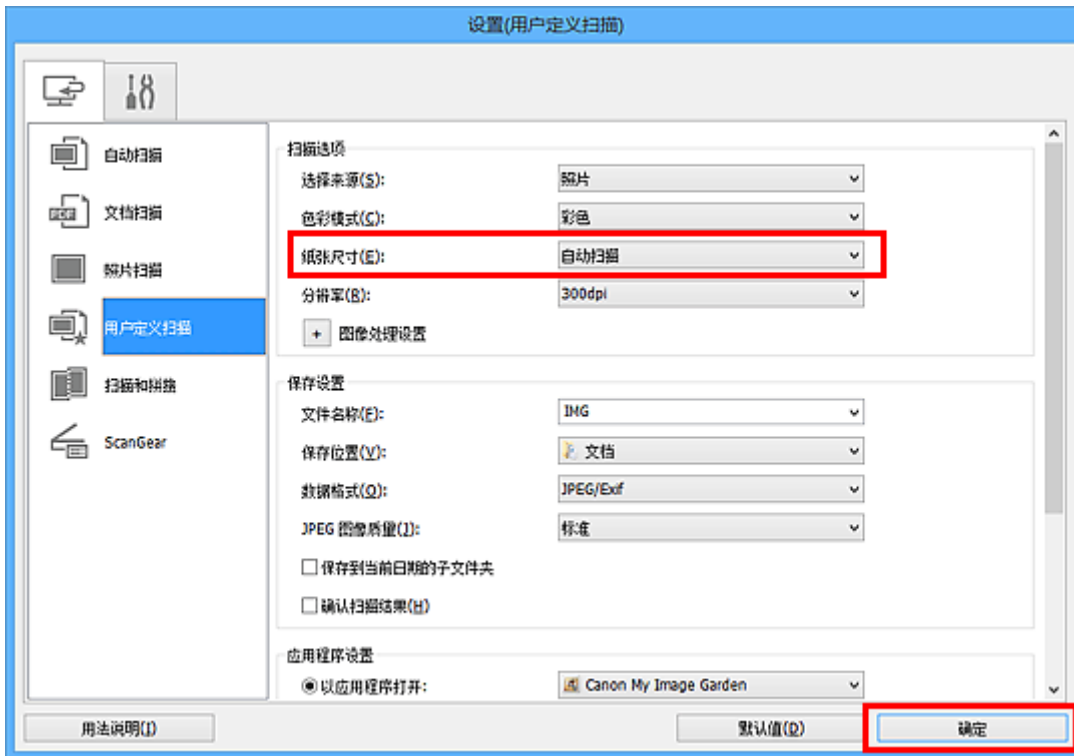 设置(用户定义扫描)
自动扫描
文档扫描
照片扫描
用户定义扫描
扫描和拼接
ScanGear
扫描选项
选择来源(S): 照片
色彩模式(C): 彩色
纸张尺寸(E): 自动扫描
分辨率(R): 300dpi
+ 图像处理设置
保存设置
文件名称(F): IMG
保存位置(V): 文档
数据格式(O): JPEG/Exif
JPEG 图像质量(J): 标准
保存到当前日期的子文件夹
确认扫描结果(H)
应用程序设置
以应用程序打开: Canon My Image Garden
用法说明(I) 默认值(D) 确定